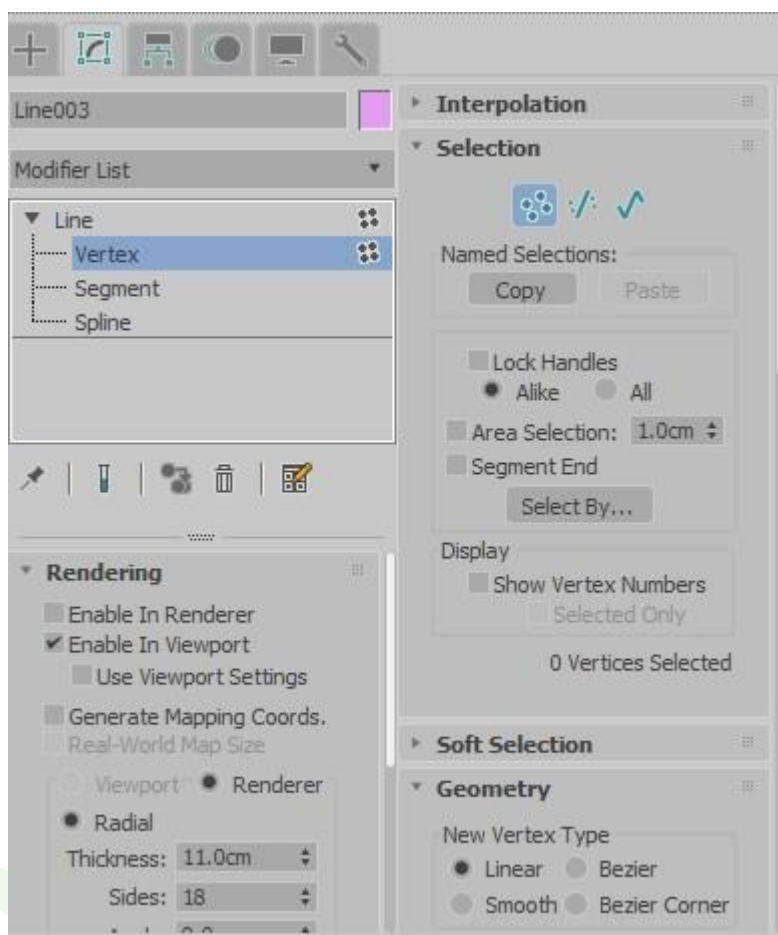 Line003
Modifier List
Line
Vertex
Segment
Spline
Rendering
Enable In Renderer
Enable In Viewport
Use Viewport Settings
Generate Mapping Coords.
Real-World Map Size
Viewport Renderer
Radial
Thickness: 11.0cm
Sides: 18
Interpolation
Selection
Named Selections:
Copy Paste
Lock Handles
Alike All
Area Selection: 1.0cm
Segment End
Select By...
Display
Show Vertex Numbers
Selected Only
0 Vertices Selected
Soft Selection
Geometry
New Vertex Type
Linear Bezier
Smooth Bezier Corner